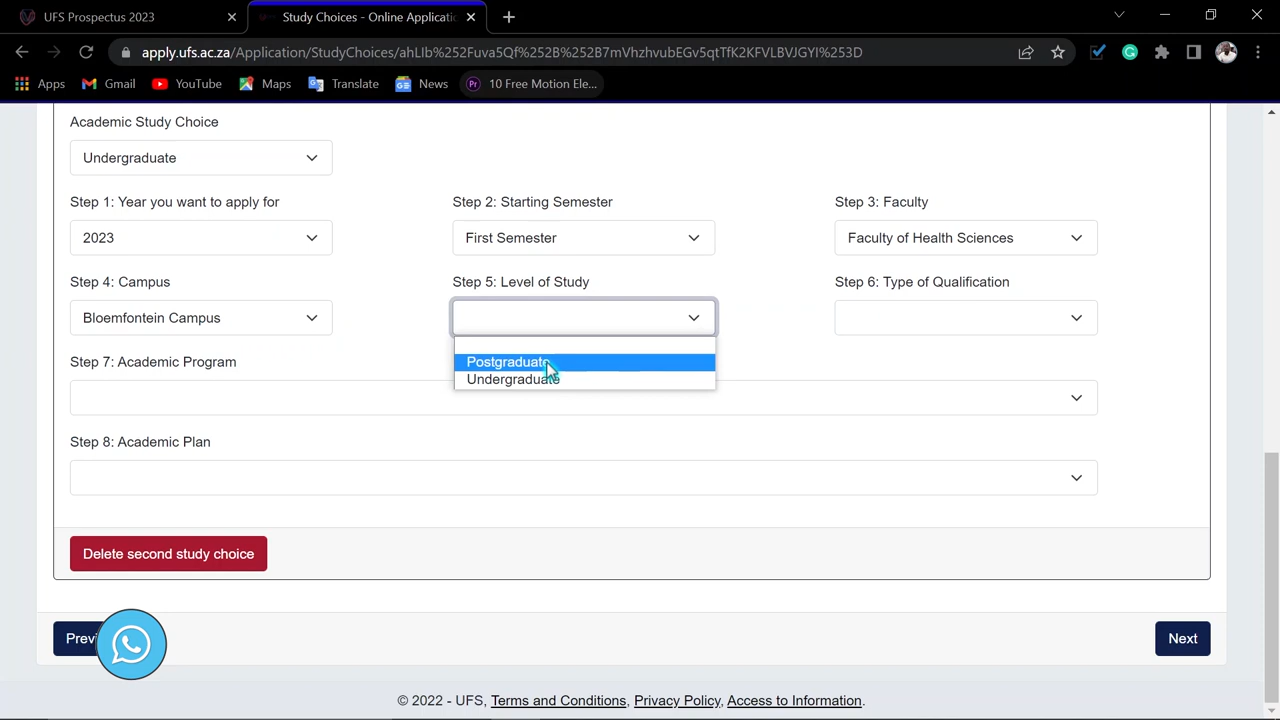 UFS Prospectus 2023
Study Choices - Online Applicatic
apply.ufs.ac.za/Application/StudyChoices/ahLIb%252Fuva5Qf%252B%252B7mVhzhvubEGv5qtTfK2KFVLBVJGYI%253D
Apps
Gmail
YouTube
Maps
Translate
News
Pr 10 Free Motion Ele...
Academic Study Choice
Undergraduate
Step 1: Year you want to apply for
Step 2: Starting Semester
Step 3: Faculty
2023
First Semester
Faculty of Health Sciences
Step 4: Campus
Step 5: Level of Study
Step 6: Type of Qualification
Bloemfontein Campus
Postgraduate
Undergraduate
Step 7: Academic Program
Step 8: Academic Plan
Delete second study choice
Previ
Next
© 2022 - UFS, Terms and Conditions, Privacy Policy, Access to Information.